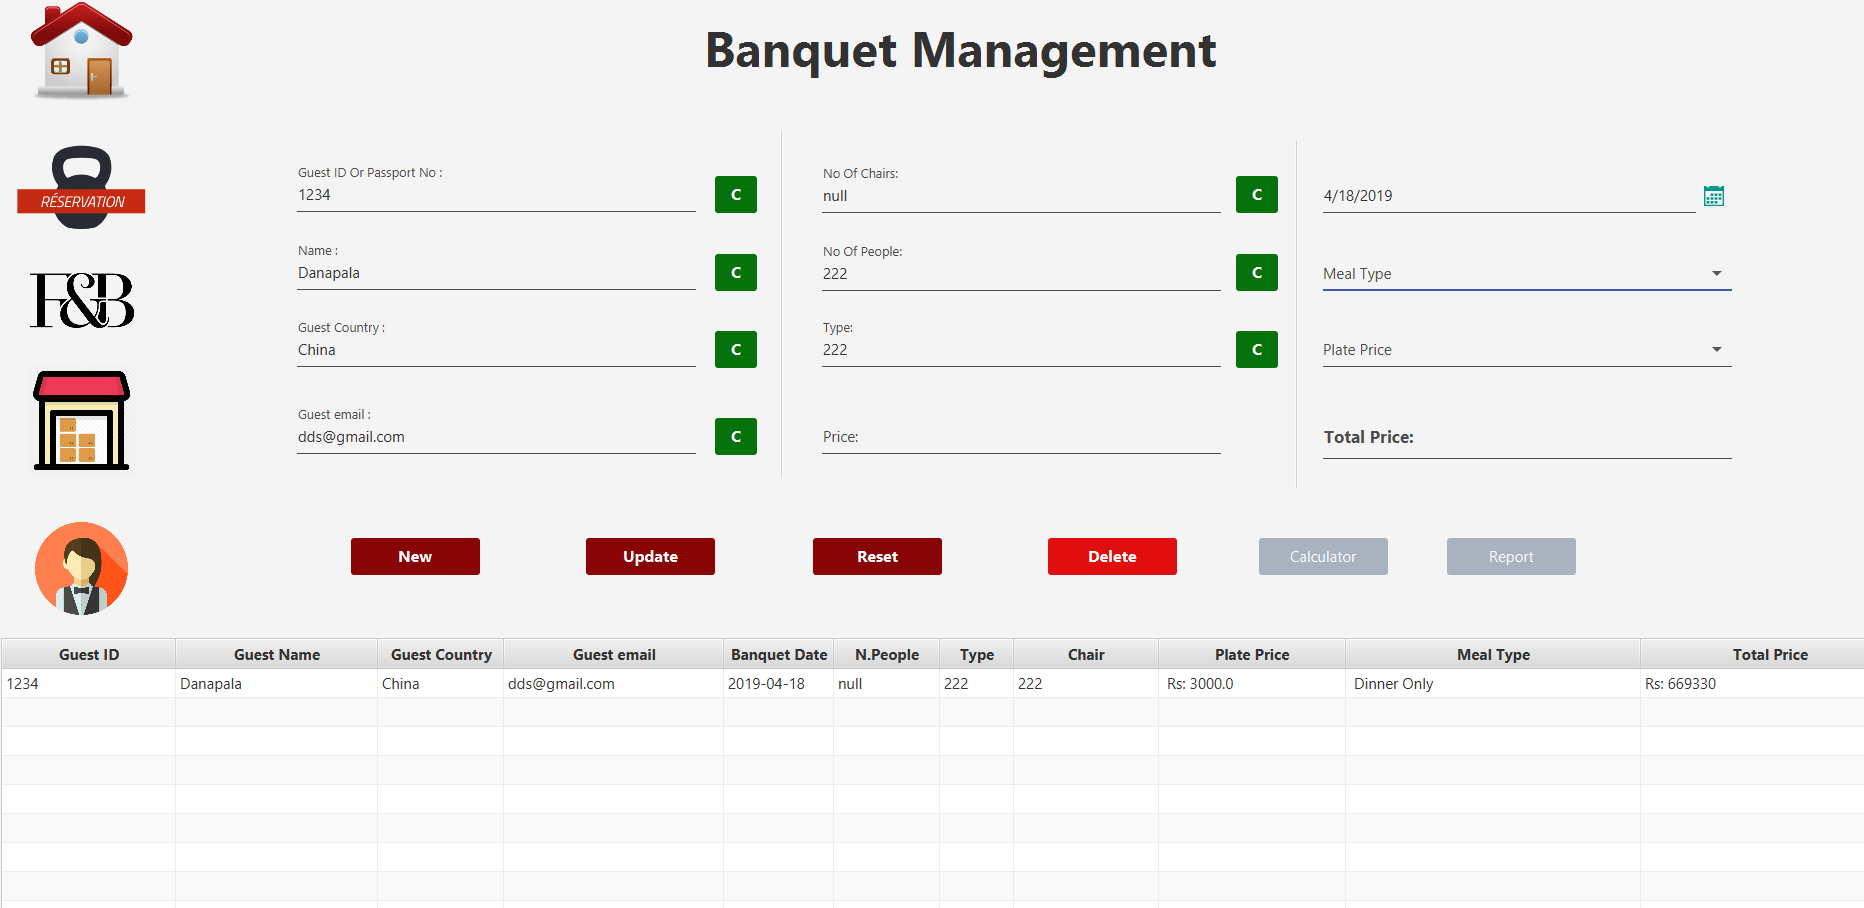 Banquet Management
RÉSERVATION
F&B
Guest ID Or Passport No :
1234
C
Name :
Danapala
C
Guest Country :
China
C
Guest email :
dds@gmail.com
C
No Of Chairs:
null
C
No Of People:
222
C
Type:
222
C
Price:
4/18/2019
Meal Type
Plate Price
Total Price:
New Update Reset Delete Calculator Report
Guest ID Guest Name Guest Country Guest email Banquet Date N.People Type Chair Plate Price Meal Type Total Price
1234 Danapala China dds@gmail.com 2019-04-18 null 222 222 Rs: 3000.0 Dinner Only Rs: 669330